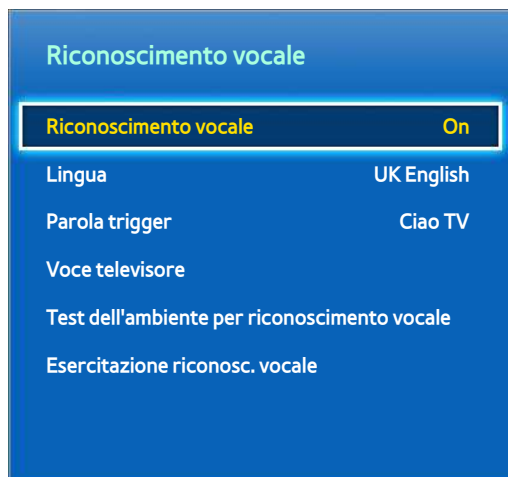 Riconoscimento vocale
Riconoscimento vocale On
Lingua UK English
Parola trigger Ciao TV
Voce televisore
Test dell'ambiente per riconoscimento vocale
Esercitazione riconosc. vocale